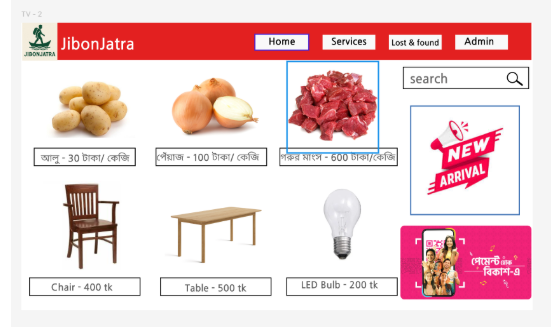 TV - 2
JIBONJATRA
JibonJatra
Home
Services
Lost & found
Admin
search
আলু - 30 টাকা/ কেজি
পেঁয়াজ - 100 টাকা/ কেজি
গরুর মাংস - 600 টাকা/কেজি
NEW
ARRIVAL
Chair - 400 tk
Table - 500 tk
LED Bulb - 200 tk
পেমেন্ট হোক
বিকাশ-এ